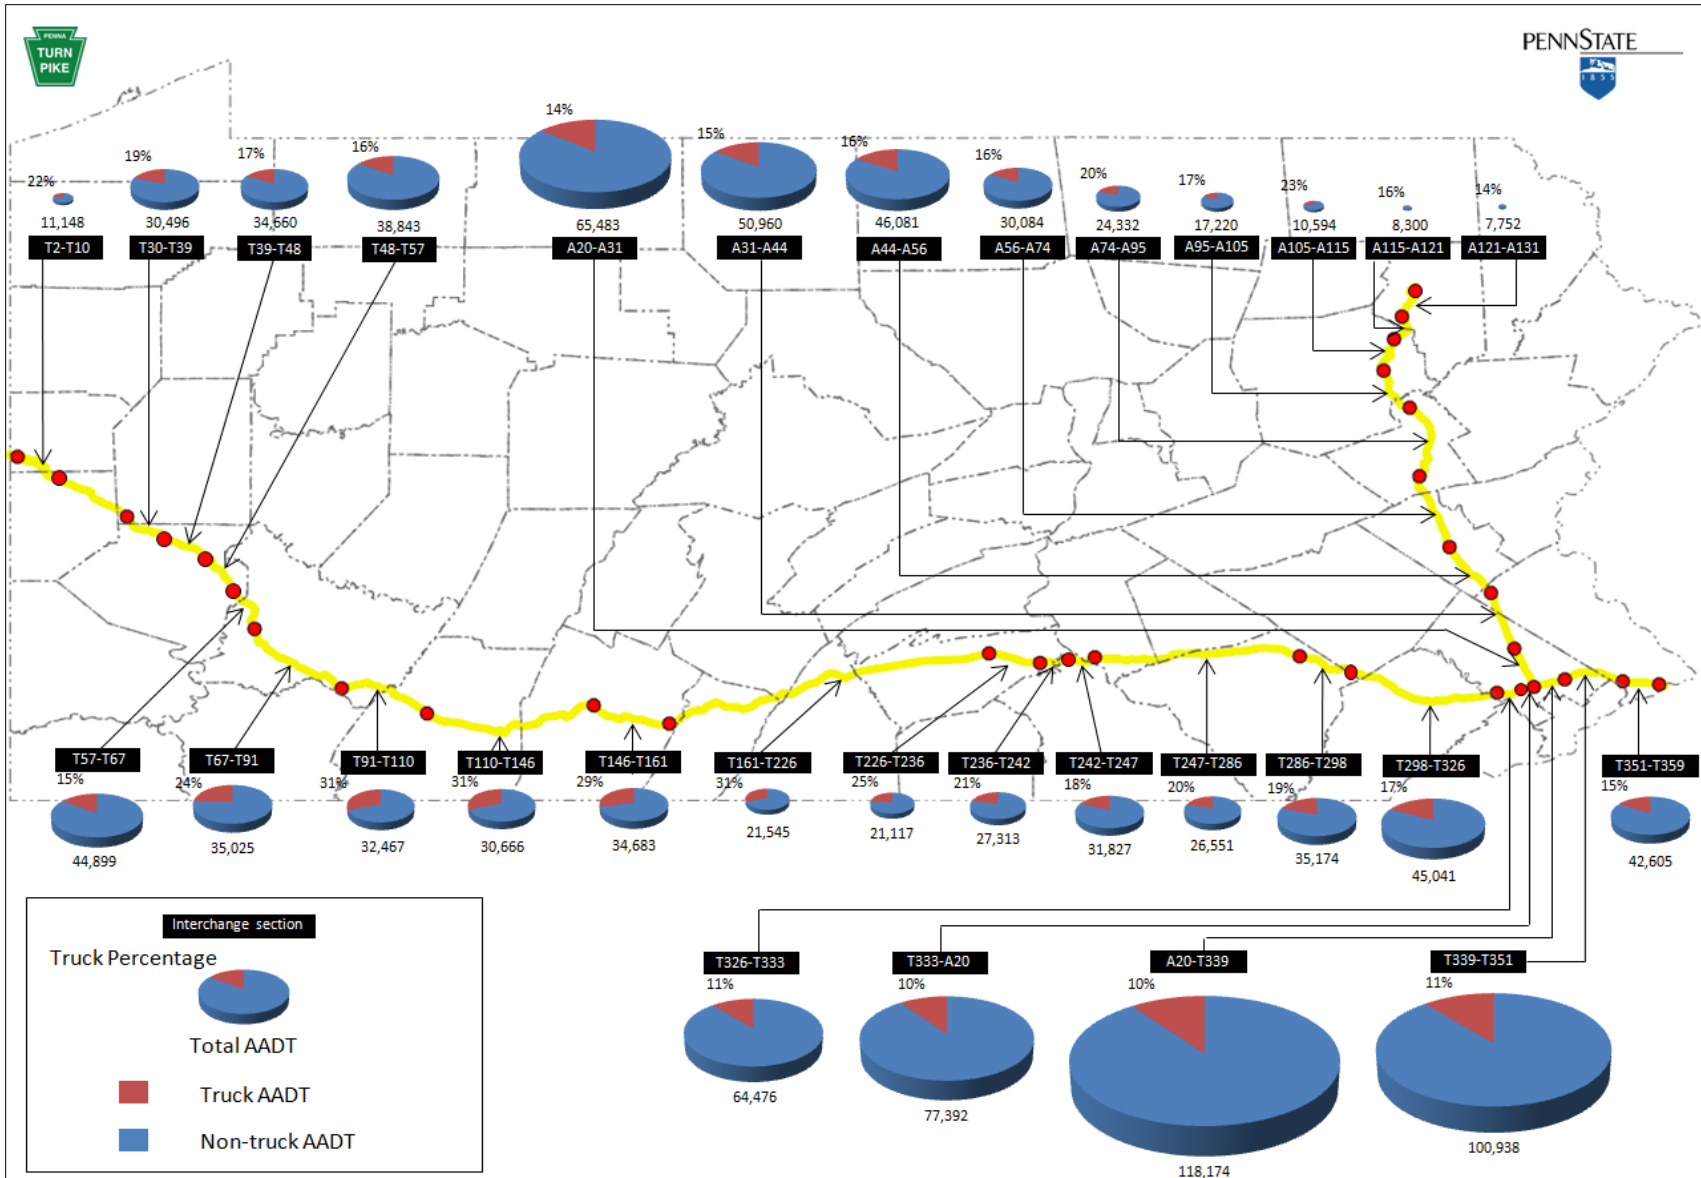 PENNA
TURN
PIKE
PENNSTATE
1855
22%
19%
17%
16%
14%
15%
16%
16%
20%
17%
23%
16%
14%
11,148
30,496
34,660
38,843
65,483
50,960
46,081
30,084
24,332
17,220
10,594
8,300
7,752
T2-T10
T30-T39
T39-T48
T48-T57
A20-A31
A31-A44
A44-A56
A56-A74
A74-A95
A95-A105
A105-A115
A115-A121
A121-A131
T57-T67
T67-T91
T91-T110
T110-T146
T146-T161
T161-T226
T226-T236
T236-T242
T242-T247
T247-T286
T286-T298
T298-T326
T351-T359
15%
24%
31%
31%
29%
31%
25%
21%
18%
20%
19%
17%
15%
44,899
35,025
32,467
30,666
34,683
21,545
21,117
27,313
31,827
26,551
35,174
45,041
42,605
Interchange section
Truck Percentage
Total AADT
Truck AADT
Non-truck AADT
T326-T333
T333-A20
A20-T339
T339-T351
11%
10%
10%
11%
64,476
77,392
118,174
100,938